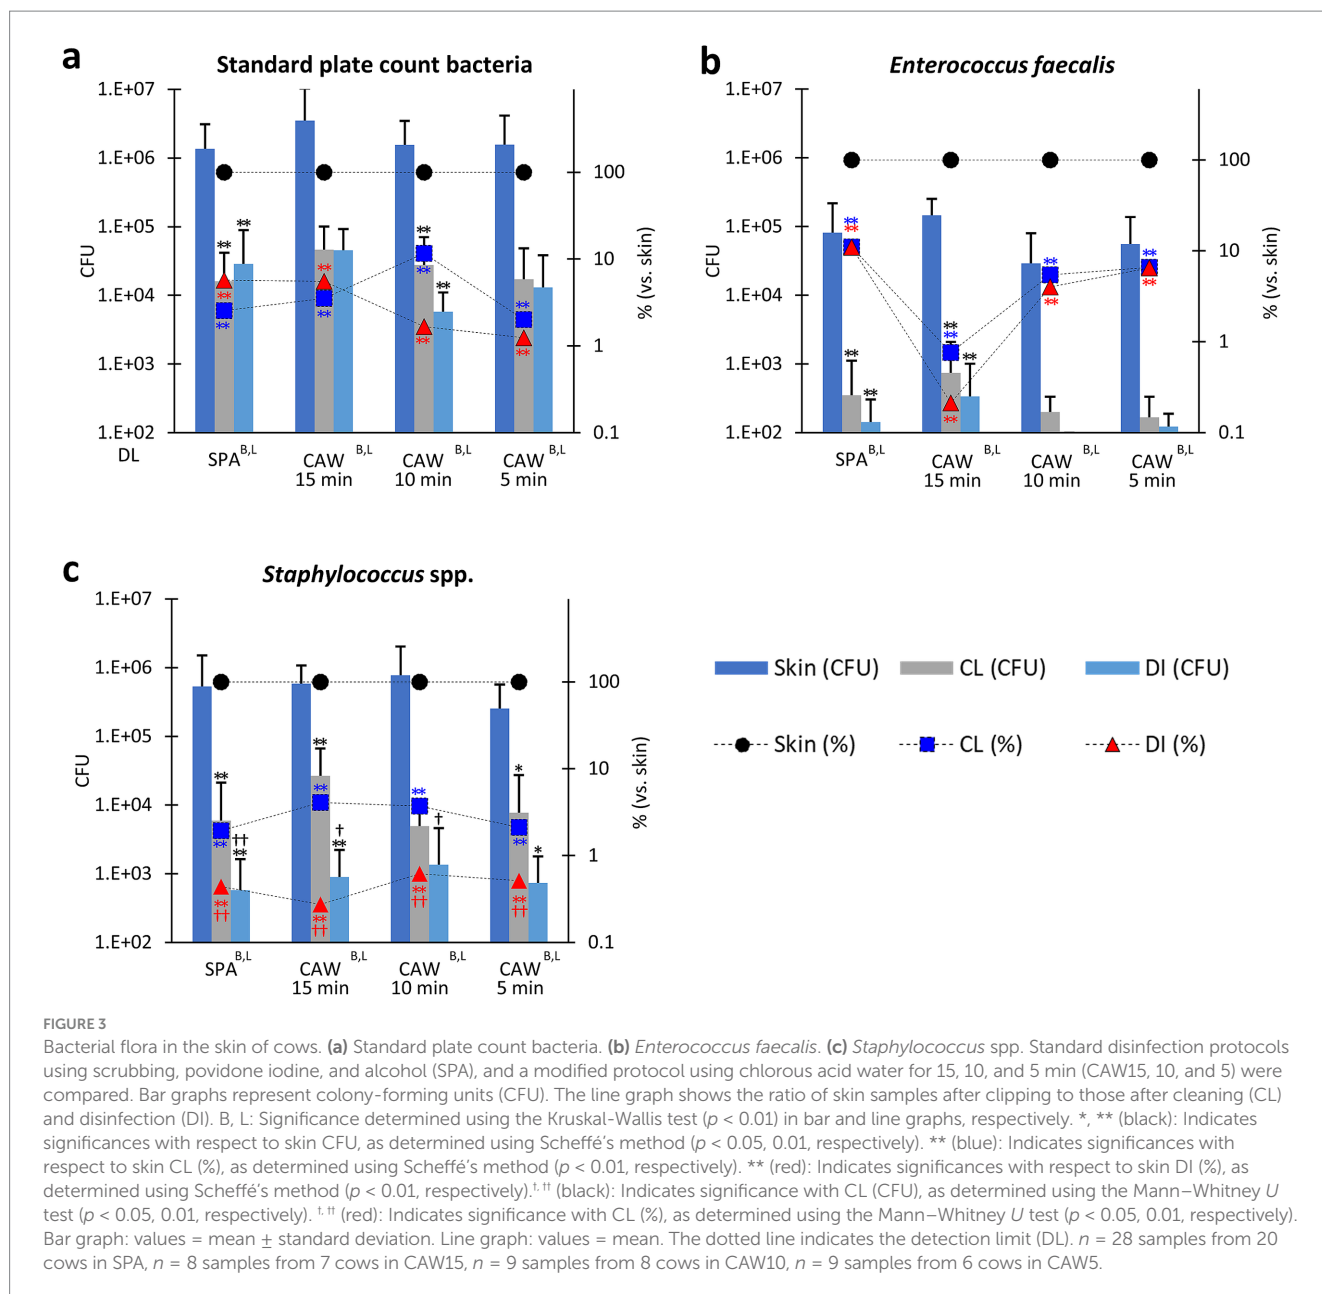 a
Standard plate count bacteria
1.E+07
1.E+06
1.E+05
1.E+04
1.E+03
1.E+02
DL
CFU
100
10
1
0.1
% (vs. skin)
** ** ** ** ** ** ** ** ** ** ** **
SPA B,L
CAW B,L
15 min
CAW B,L
10 min
CAW B,L
5 min
b
Enterococcus faecalis
1.E+07
1.E+06
1.E+05
1.E+04
1.E+03
1.E+02
CFU
100
10
1
0.1
% (vs. skin)
** ** ** ** ** ** ** ** ** ** ** **
SPA B,L
CAW B,L
15 min
CAW B,L
10 min
CAW B,L
5 min
c
Staphylococcus spp.
1.E+07
1.E+06
1.E+05
1.E+04
1.E+03
1.E+02
CFU
100
10
1
0.1
% (vs. skin)
** ** †† ** ** ††
** ** † ** ** ††
** † ** ††
* ** * ** ††
SPA B,L
CAW B,L
15 min
CAW B,L
10 min
CAW B,L
5 min
Skin (CFU) CL (CFU) DI (CFU)
Skin (%) CL (%) DI (%)
FIGURE 3
Bacterial flora in the skin of cows. (a) Standard plate count bacteria. (b) Enterococcus faecalis. (c) Staphylococcus spp. Standard disinfection protocols
using scrubbing, povidone iodine, and alcohol (SPA), and a modified protocol using chlorous acid water for 15, 10, and 5 min (CAW15, 10, and 5) were
compared. Bar graphs represent colony-forming units (CFU). The line graph shows the ratio of skin samples after clipping to those after cleaning (CL)
and disinfection (DI). B, L: Significance determined using the Kruskal-Wallis test (p < 0.01) in bar and line graphs, respectively. *, ** (black): Indicates
significances with respect to skin CFU, as determined using Scheffé’s method (p < 0.05, 0.01, respectively). ** (blue): Indicates significances with
respect to skin CL (%), as determined using Scheffé’s method (p < 0.01, respectively). ** (red): Indicates significances with respect to skin DI (%), as
determined using Scheffé’s method (p < 0.01, respectively).†, †† (black): Indicates significance with CL (CFU), as determined using the Mann–Whitney U
test (p < 0.05, 0.01, respectively). †, †† (red): Indicates significance with CL (%), as determined using the Mann–Whitney U test (p < 0.05, 0.01, respectively).
Bar graph: values = mean ± standard deviation. Line graph: values = mean. The dotted line indicates the detection limit (DL). n = 28 samples from 20
cows in SPA, n = 8 samples from 7 cows in CAW15, n = 9 samples from 8 cows in CAW10, n = 9 samples from 6 cows in CAW5.